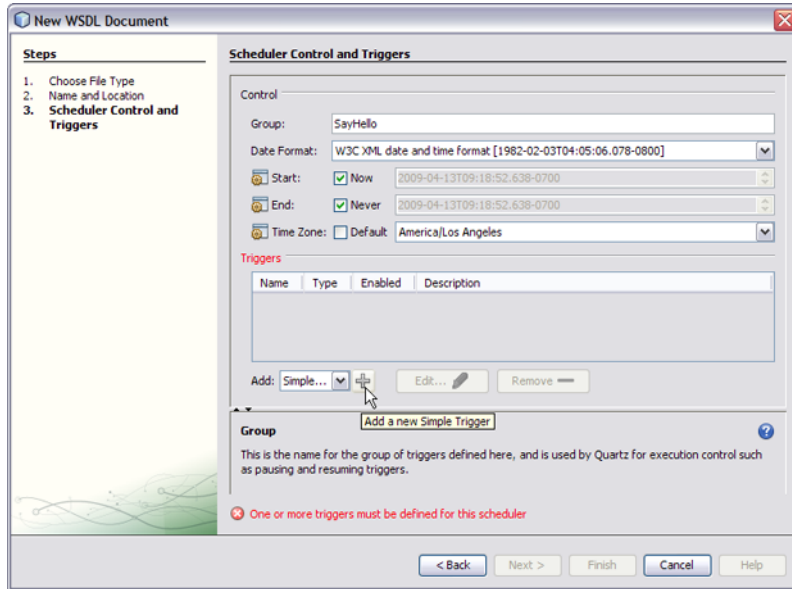 New WSDL Document
Steps
1. Choose File Type
2. Name and Location
3. Scheduler Control and
Triggers
Scheduler Control and Triggers
Control
Group: SayHello
Date Format: W3C XML date and time format [1982-02-03T04:05:06.078-0800]
Start: Now 2009-04-13T09:18:52.638-0700
End: Never 2009-04-13T09:18:52.638-0700
Time Zone: Default America/Los Angeles
Triggers
Name Type Enabled Description
Add: Simple... Edit... Remove
Add a new Simple Trigger
Group
This is the name for the group of triggers defined here, and is used by Quartz for execution control such
as pausing and resuming triggers.
One or more triggers must be defined for this scheduler
< Back Next > Finish Cancel Help